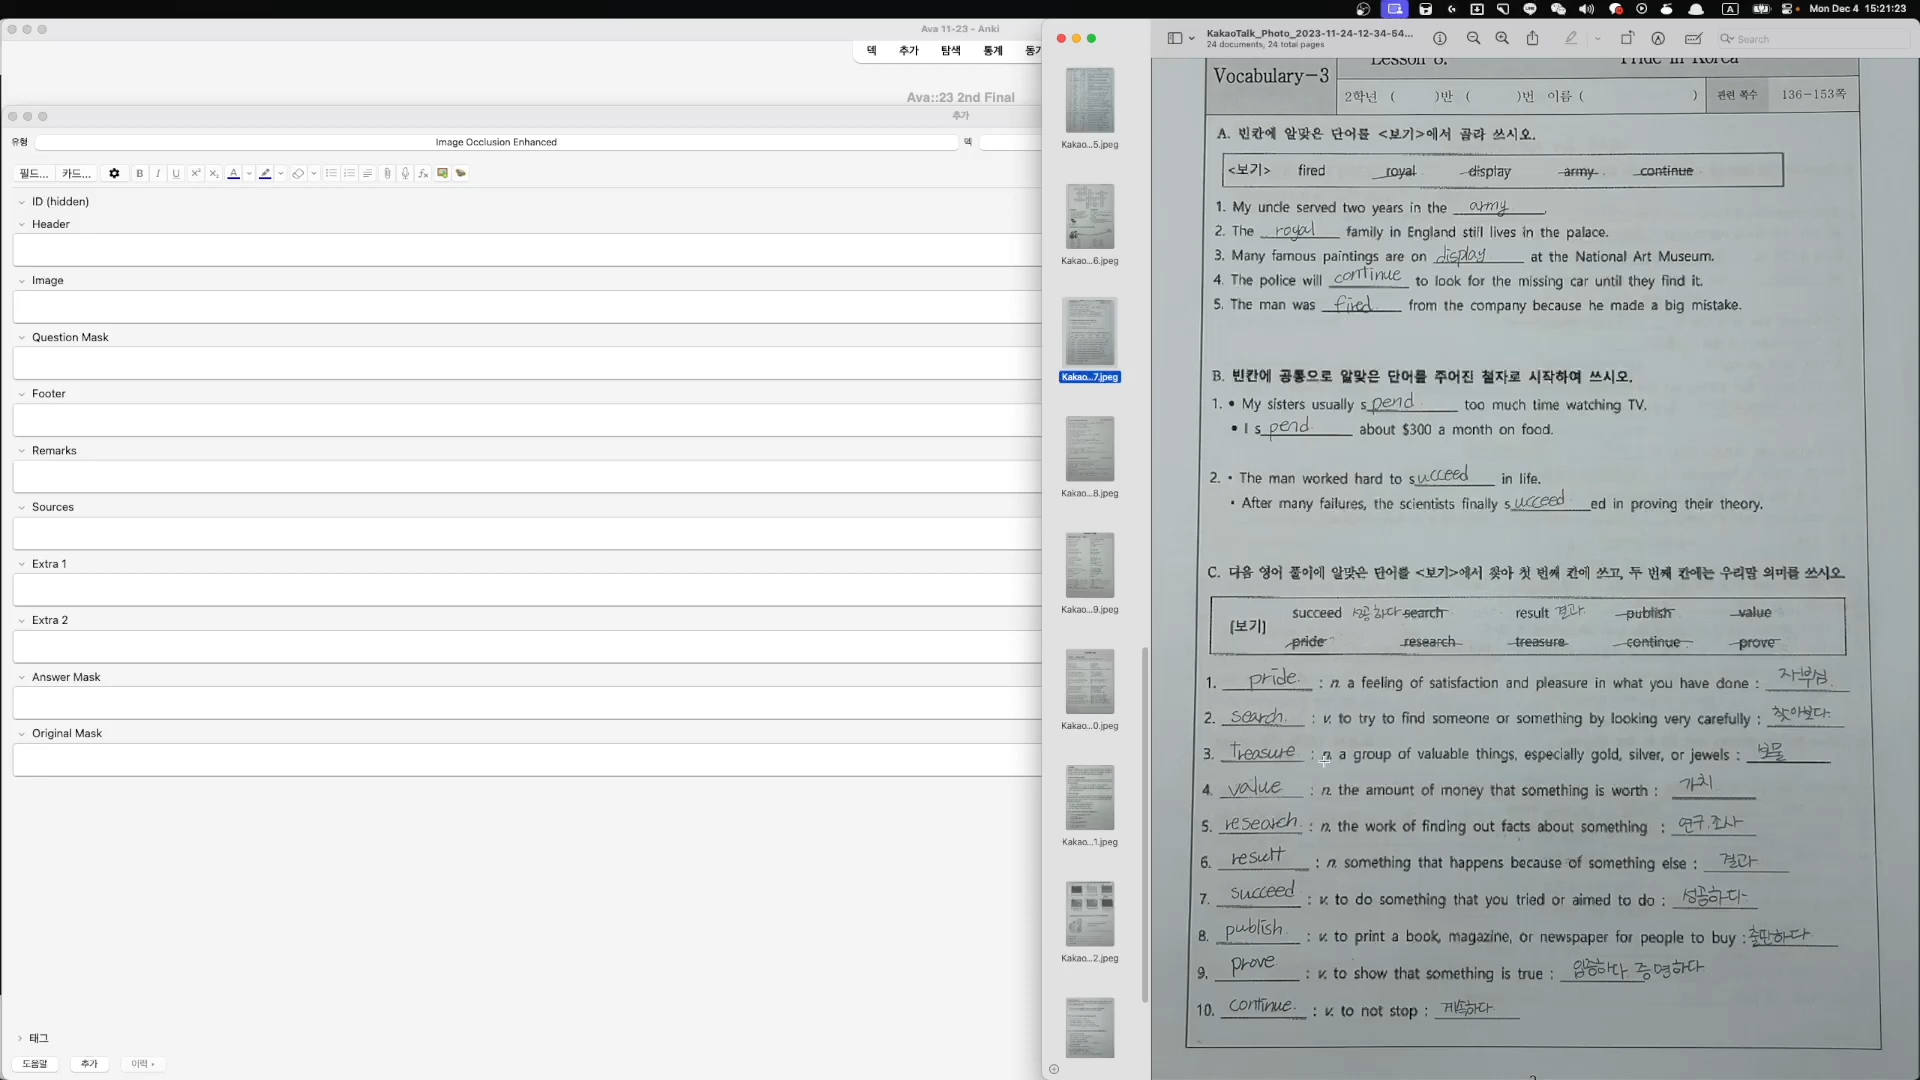 Mon Dec 4 15:21:23
Ava 11-23 - Anki
덱 추가 탐색 통계 동기
Ava::23 2nd Final
추가
유형 Image Occlusion Enhanced 덱
필드... 카드...
ID (hidden)
Header
Image
Question Mask
Footer
Remarks
Sources
Extra 1
Extra 2
Answer Mask
Original Mask
태그
도움말 추가 이력
KakaoTalk_Photo_2023-11-24-12-34-54...
24 documents, 24 total pages
Search
Kakao...5.jpeg
Kakao...6.jpeg
Kakao...7.jpeg
Kakao...8.jpeg
Kakao...9.jpeg
Kakao...0.jpeg
Kakao...1.jpeg
Kakao...2.jpeg
Vocabulary-3 Lesson 8. Pride in Korea
2학년 ( )반 ( )번 이름 ( ) 관련 쪽수 136-153쪽
A. 빈칸에 알맞은 단어를 <보기>에서 골라 쓰시오.
<보기> fired royal display army continue
1. My uncle served two years in the army.
2. The royal family in England still lives in the palace.
3. Many famous paintings are on display at the National Art Museum.
4. The police will continue to look for the missing car until they find it.
5. The man was fired from the company because he made a big mistake.
B. 빈칸에 공통으로 알맞은 단어를 주어진 철자로 시작하여 쓰시오.
1. • My sisters usually spend too much time watching TV.
• I spend about $300 a month on food.
2. • The man worked hard to succeed in life.
• After many failures, the scientists finally succeeded in proving their theory.
C. 다음 영어 풀이에 알맞은 단어를 <보기>에서 찾아 첫 번째 칸에 쓰고, 두 번째 칸에는 우리말 의미를 쓰시오.
[보기] succeed 성공하다 search result 결과 publish value
pride research treasure continue prove
1. pride : n. a feeling of satisfaction and pleasure in what you have done : 자부심
2. search : v. to try to find someone or something by looking very carefully : 찾아보다
3. treasure : n. a group of valuable things, especially gold, silver, or jewels : 보물
4. value : n. the amount of money that something is worth : 가치
5. research : n. the work of finding out facts about something : 연구, 조사
6. result : n. something that happens because of something else : 결과
7. succeed : v. to do something that you tried or aimed to do : 성공하다
8. publish : v. to print a book, magazine, or newspaper for people to buy : 출판하다
9. prove : v. to show that something is true : 입증하다 증명하다
10. continue : v. to not stop : 계속하다